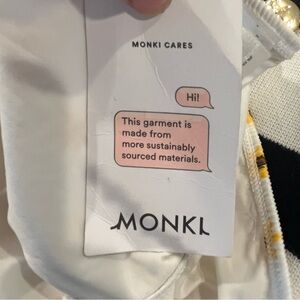 MONKI CARES
Hi!
This garment is
made from
more sustainably
sourced materials.
MONKI